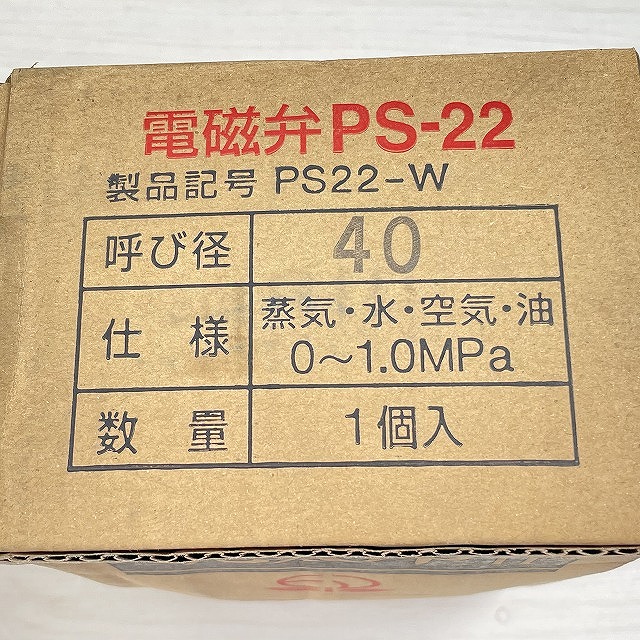 電磁弁PS-22
製品記号 PS22-W
呼び径 40
仕様 蒸気・水・空気・油
0～1.0MPa
数量 1個入